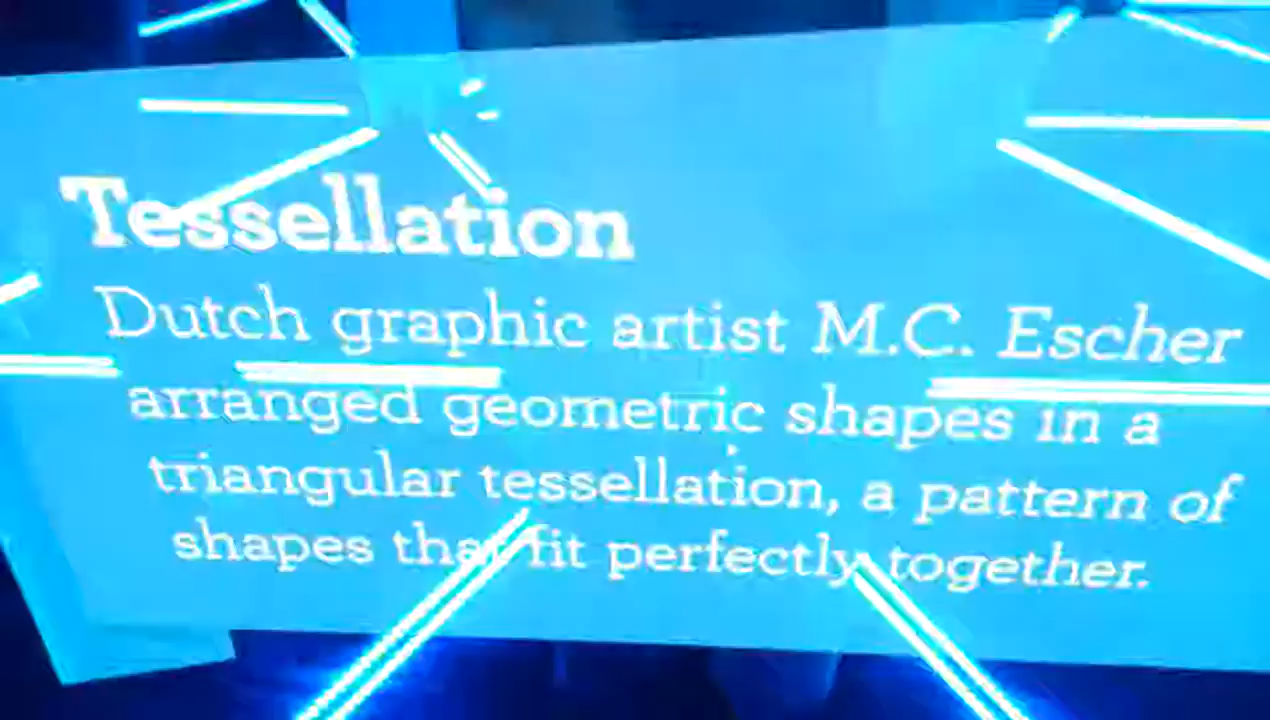 Tessellation
Dutch graphic artist M.C. Escher
arranged geometric shapes in a
triangular tessellation, a pattern of
shapes that fit perfectly together.